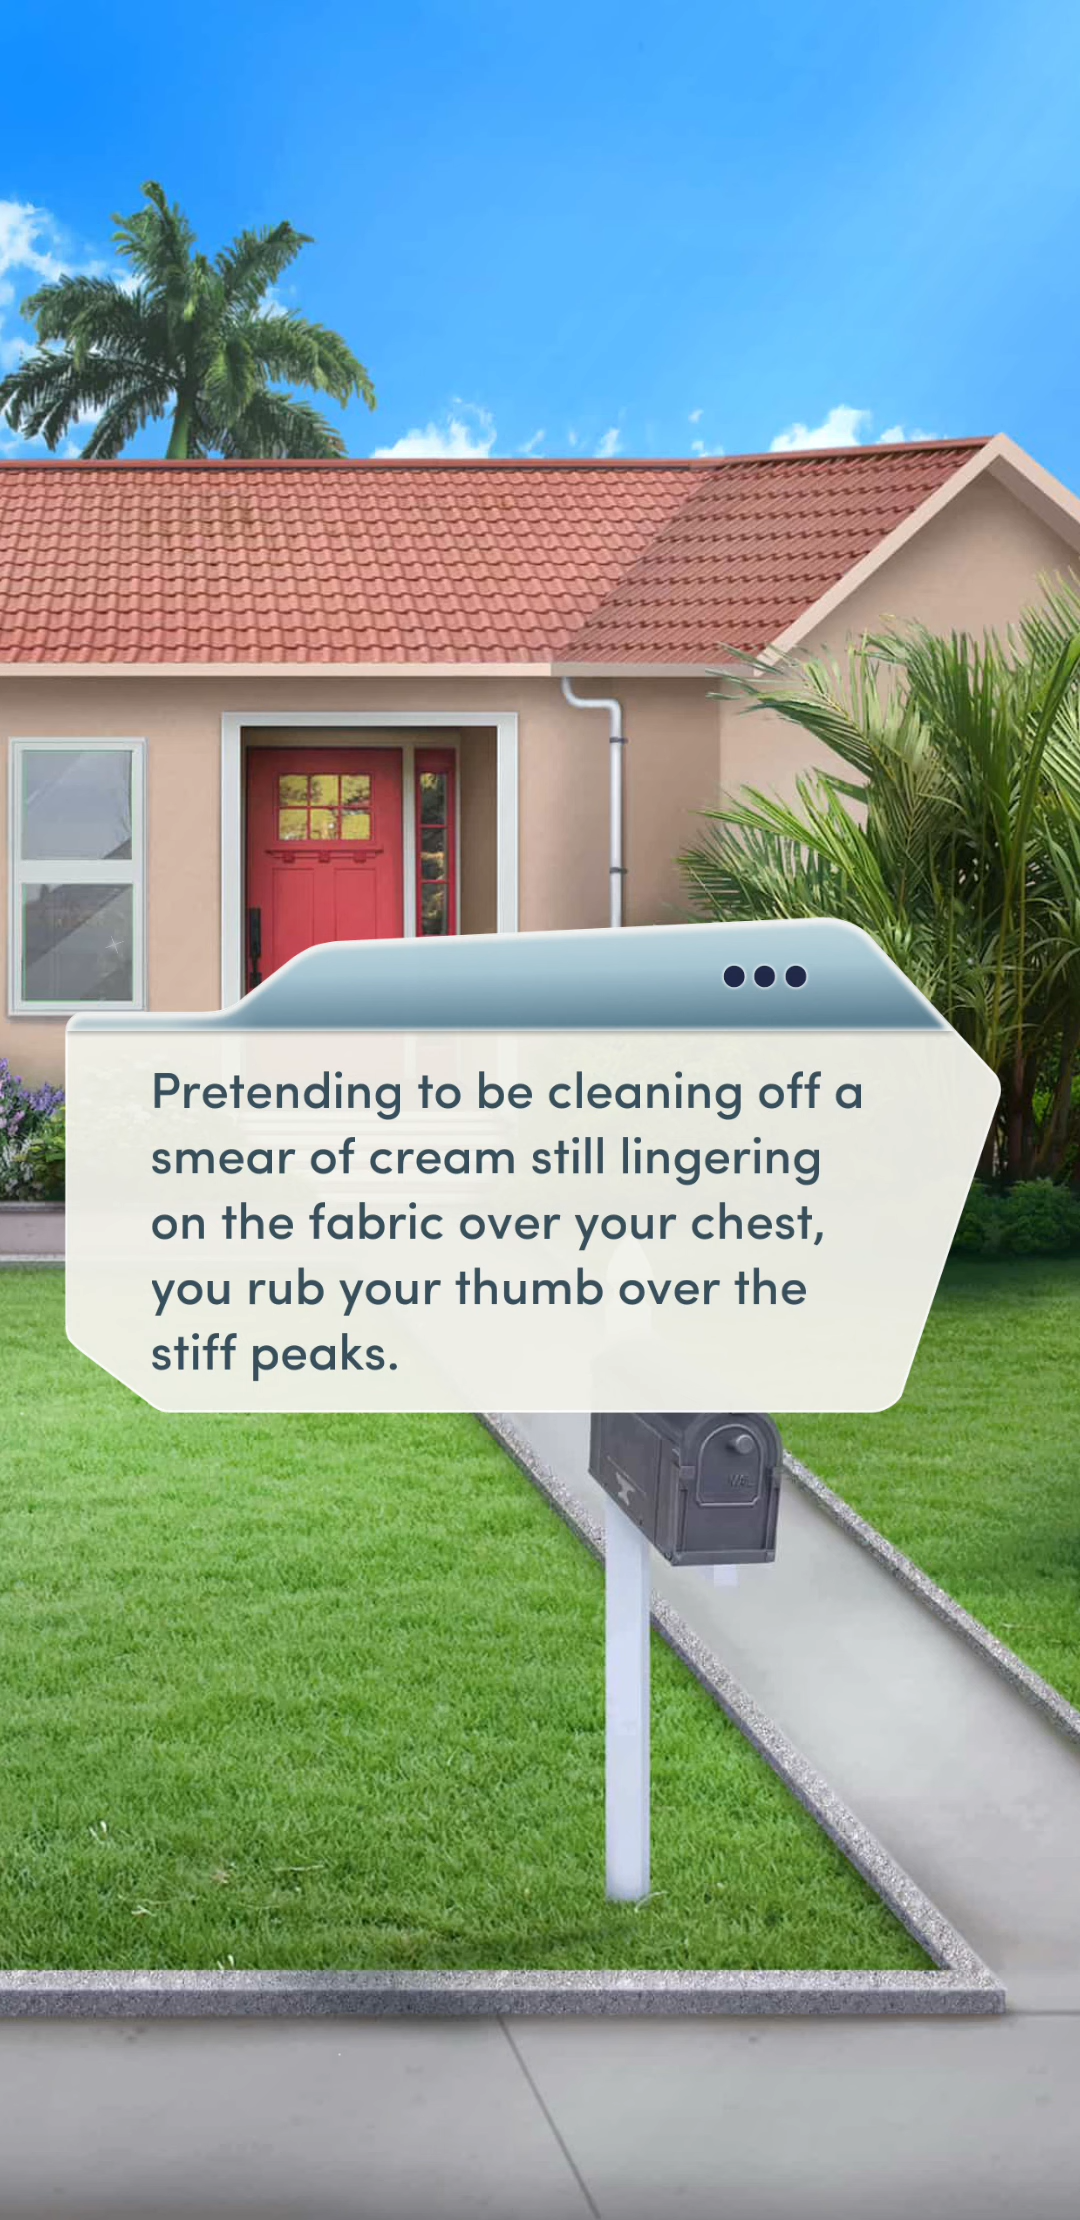 Pretending to be cleaning off a
smear of cream still lingering
on the fabric over your chest,
you rub your thumb over the
stiff peaks.